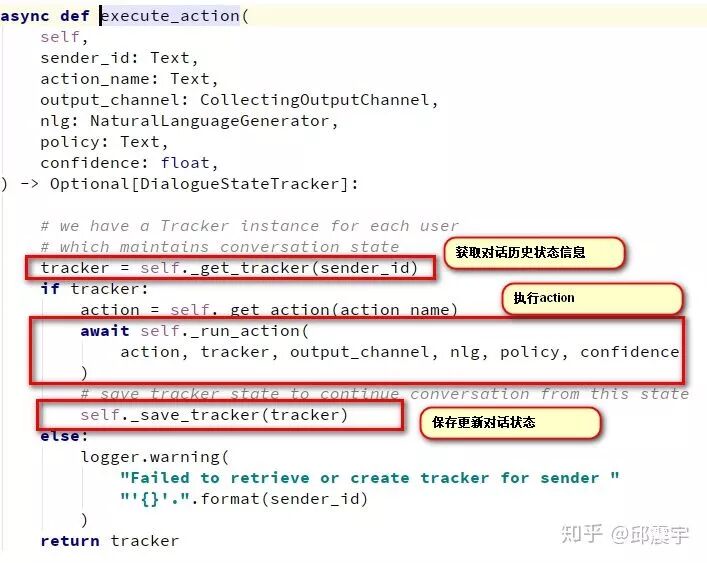 async def execute_action(
self,
sender_id: Text,
action_name: Text,
output_channel: CollectingOutputChannel,
nlg: NaturalLanguageGenerator,
policy: Text,
confidence: float,
) -> Optional[DialogueStateTracker]:
# we have a Tracker instance for each user
# which maintains conversation state
获取对话历史状态信息
tracker = self._get_tracker(sender_id)
if tracker:
执行action
action = self._get_action(action_name)
await self._run_action(
action, tracker, output_channel, nlg, policy, confidence
)
# save tracker state to continue conversation from this state
self._save_tracker(tracker)
保存更新对话状态
else:
logger.warning(
"Failed to retrieve or create tracker for sender "
"'{}'.".format(sender_id)
)
return tracker
知乎 @邱震宇